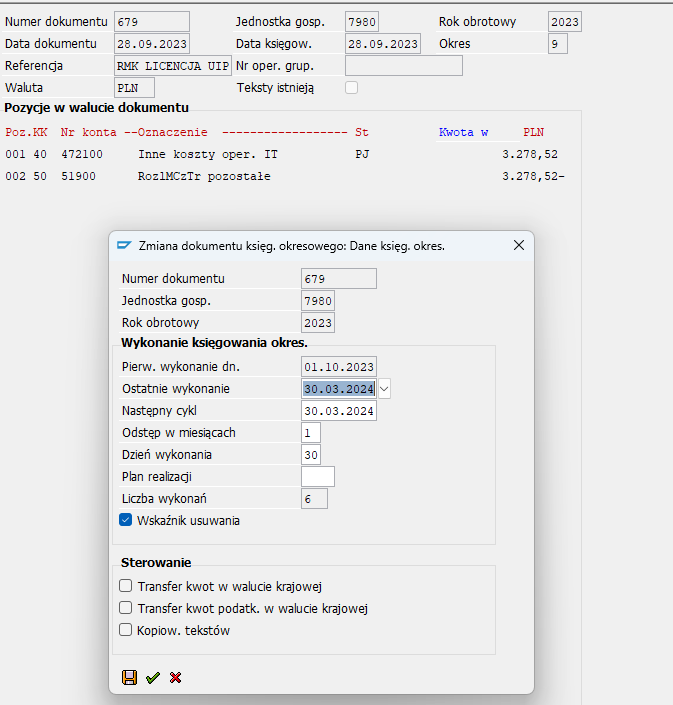 Numer dokumentu 679 Jednostka gosp. 7980 Rok obrotowy 2023
Data dokumentu 28.09.2023 Data księgow. 28.09.2023 Okres 9
Referencja RMK LICENCJA UIP Nr oper. grup.
Waluta PLN Teksty istnieją
Pozycje w walucie dokumentu
Poz.KK Nr konta --Oznaczenie ------------------ St Kwota w PLN
001 40 472100 Inne koszty oper. IT PJ 3.278,52
002 50 51900 RozlMCzTr pozostałe 3.278,52-
Zmiana dokumentu księg. okresowego: Dane księg. okres.
Numer dokumentu 679
Jednostka gosp. 7980
Rok obrotowy 2023
Wykonanie księgowania okres.
Pierw. wykonanie dn. 01.10.2023
Ostatnie wykonanie 30.03.2024
Następny cykl 30.03.2024
Odstęp w miesiącach 1
Dzień wykonania 30
Plan realizacji
Liczba wykonań 6
Wskaźnik usuwania
Sterowanie
Transfer kwot w walucie krajowej
Transfer kwot podatk. w walucie krajowej
Kopiow. tekstów